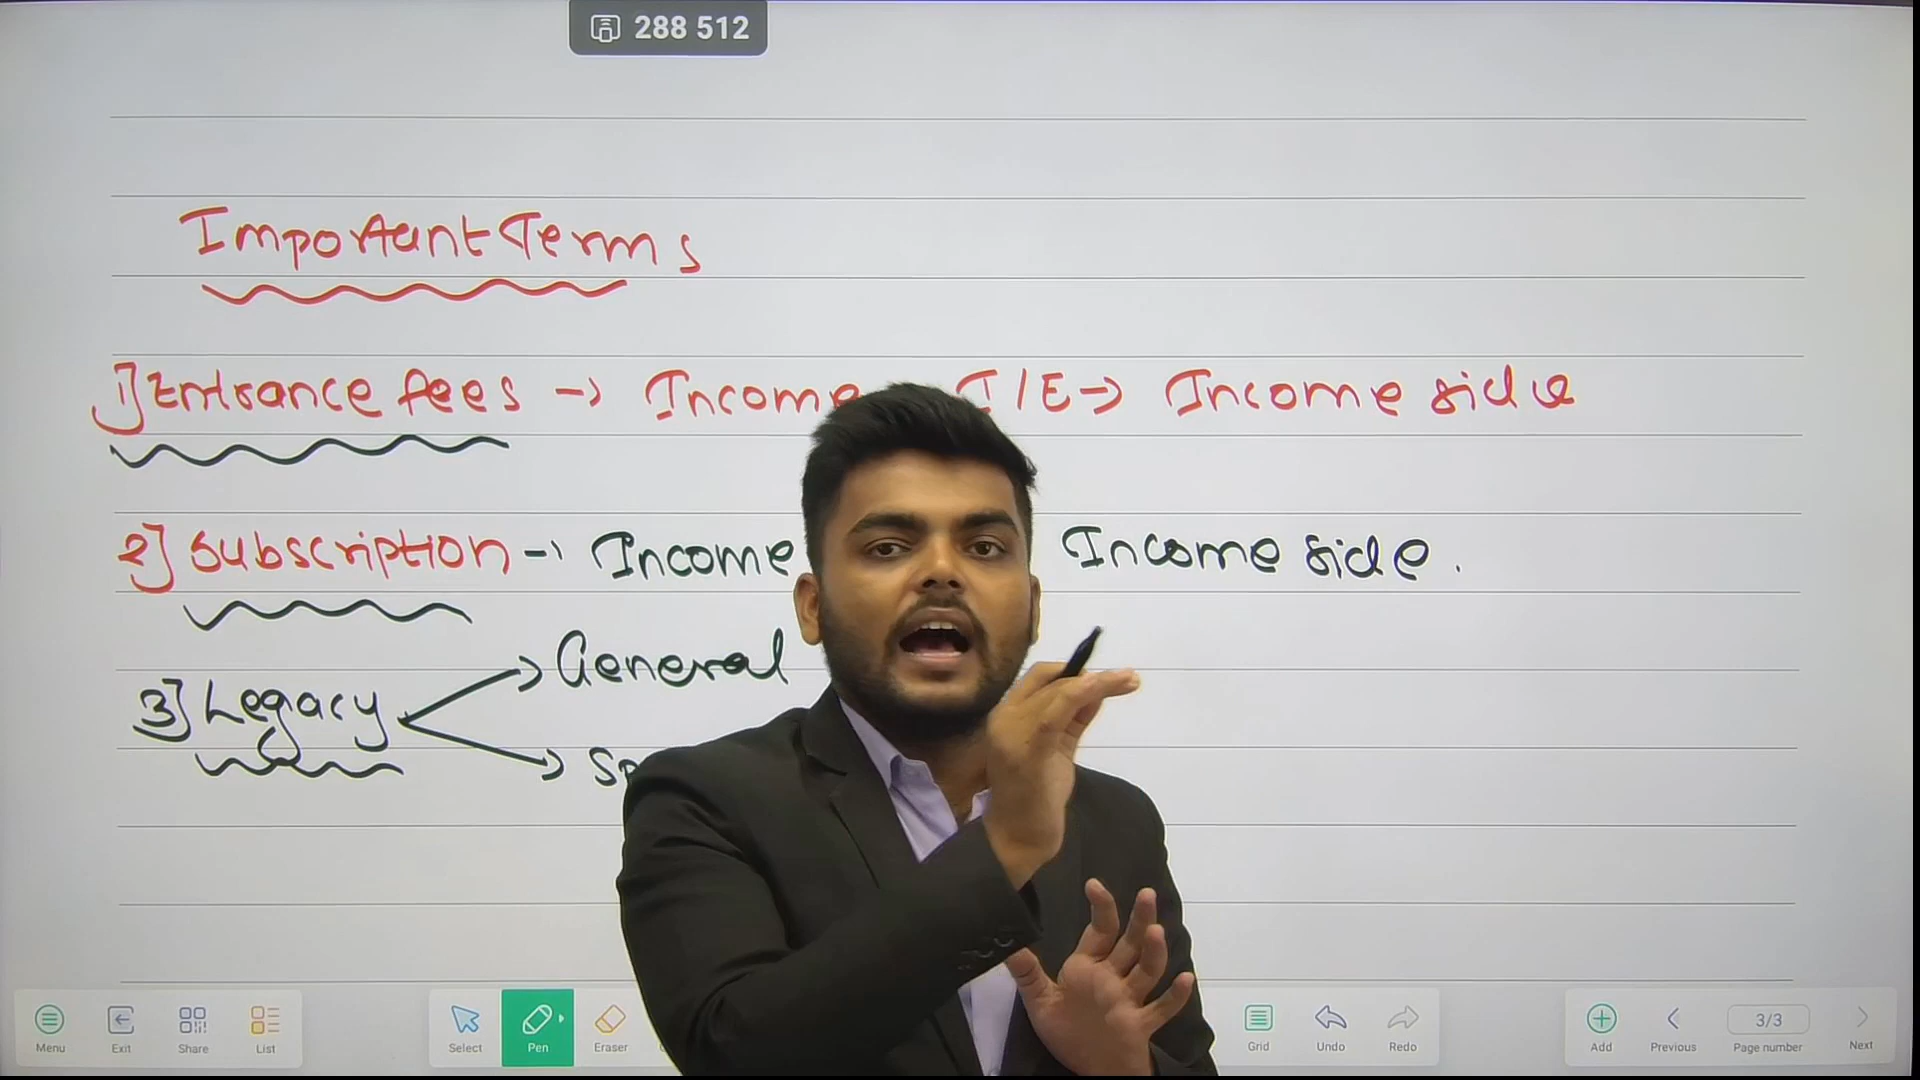 288 512
Important Terms
1] Entrance fees → Income I/E → Income side
2] Subscription → Income Income side.
3] Legacy → General
→ Sp
Menu Exit Share List Select Pen Eraser Grid Undo Redo Add Previous 3/3 Page number Next